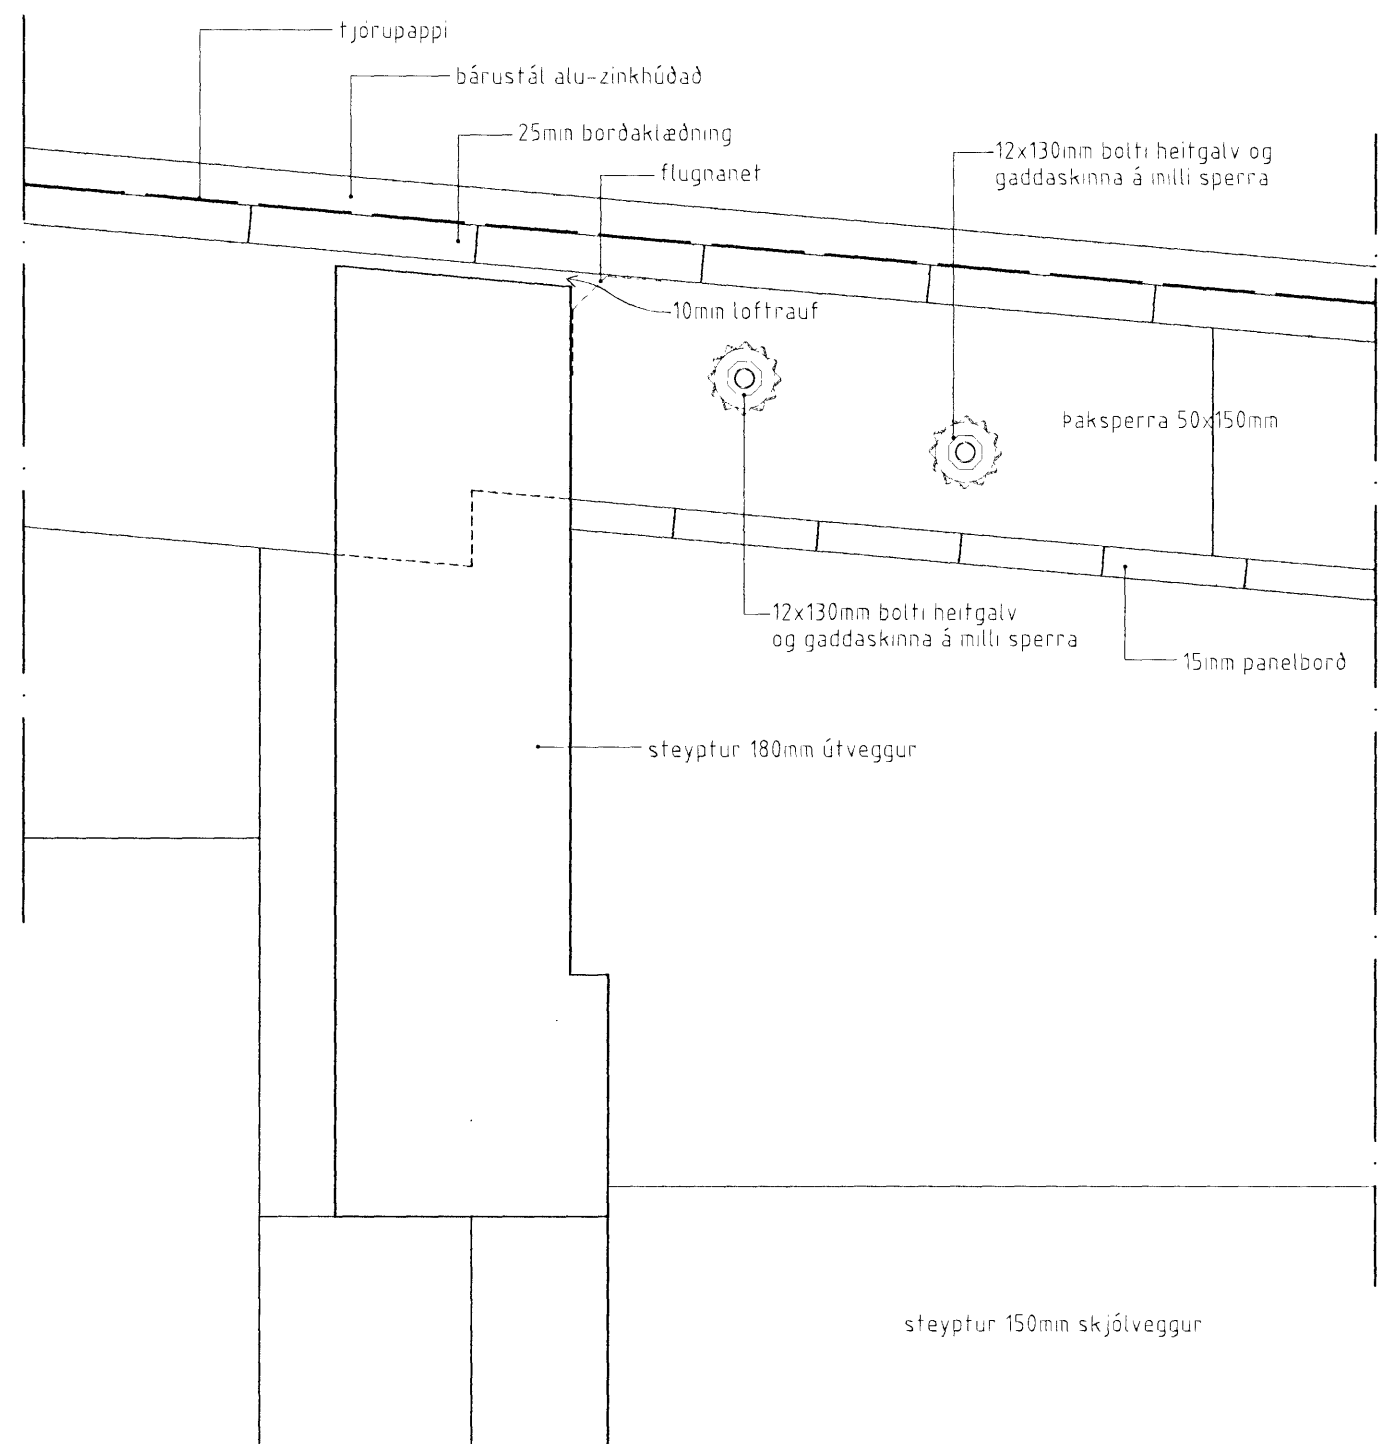 tjörupappi
bárustál alu-zinkhúðað
25mm borðaklæðning
flugnanet
12x130mm bolti heitgalv og
gaddaskinna á milli sperra
10mm loftrauf
Þaksperra 50x150mm
12x130mm bolti heitgalv
og gaddaskinna á milli sperra
15mm panelborð
steyptur 180mm útveggur
steyptur 150mm skjólveggur